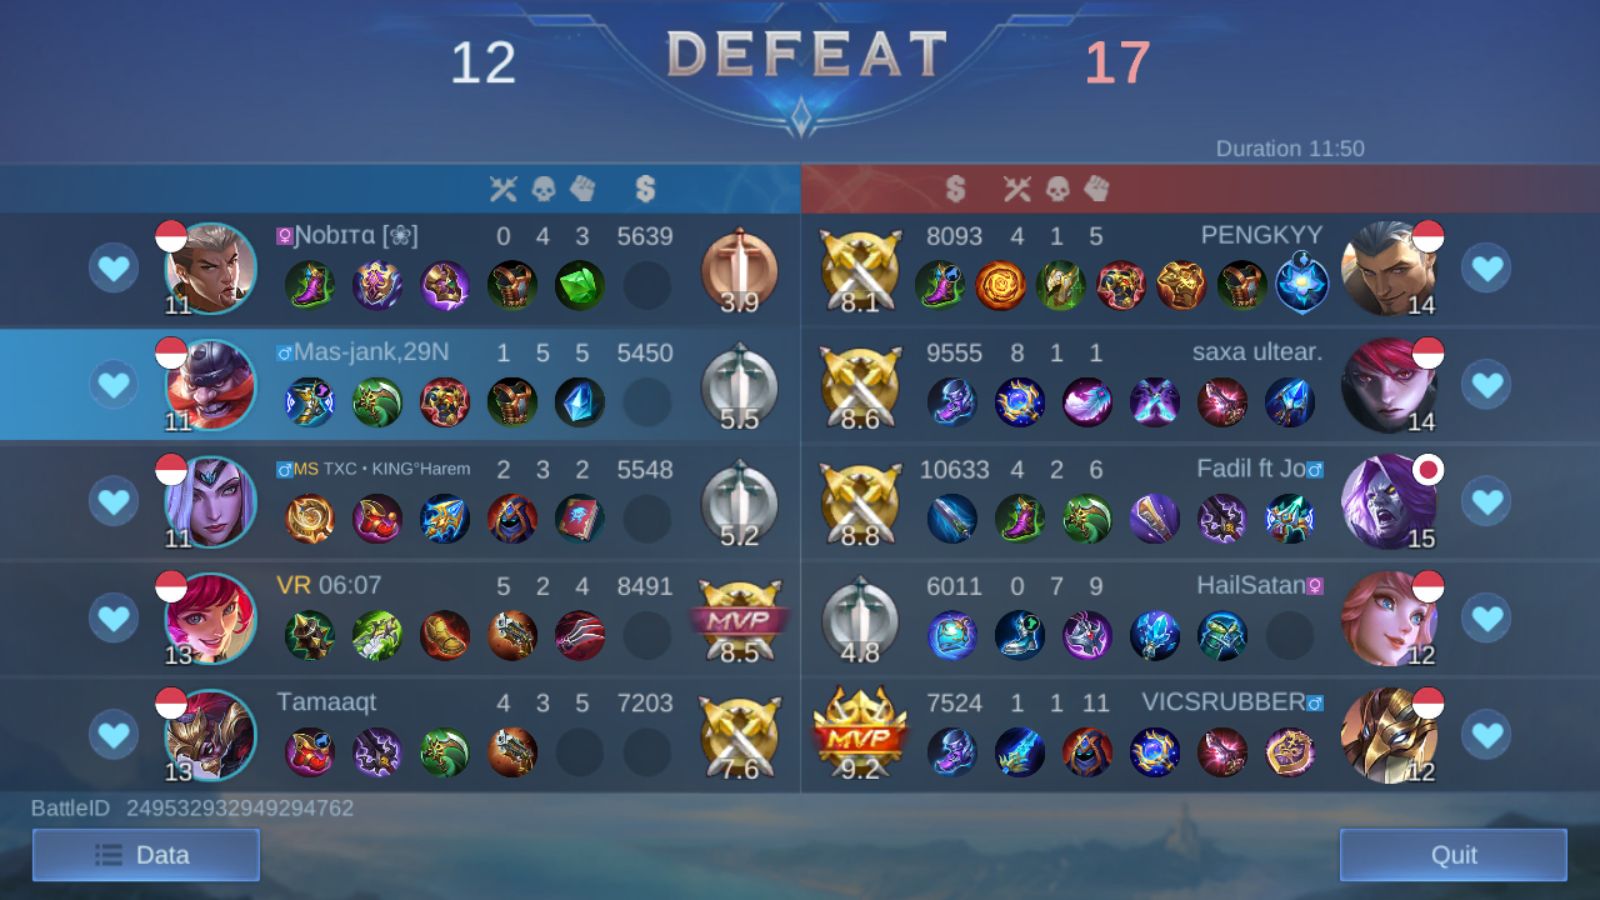 12 DEFEAT 17
Duration 11:50
♀Ɲobɪтα [❀] 0 4 3 5639
11 3.9
8093 4 1 5 PENGKYY
8.1 14
♂Mas-jank,29N 1 5 5 5450
11 5.5
9555 8 1 1 saxa ultear.
8.6 14
♂MS TXC • KING°Harem 2 3 2 5548
11 5.2
10633 4 2 6 Fadil ft Jo♂
8.8 15
VR 06:07 5 2 4 8491
MVP
13 8.5
6011 0 7 9 HailSatan♀
4.8 12
Tamaaqt 4 3 5 7203
13 7.6
7524 1 1 11 VICSRUBBER♂
MVP
9.2 12
BattleID 249532932949294762
Data
Quit